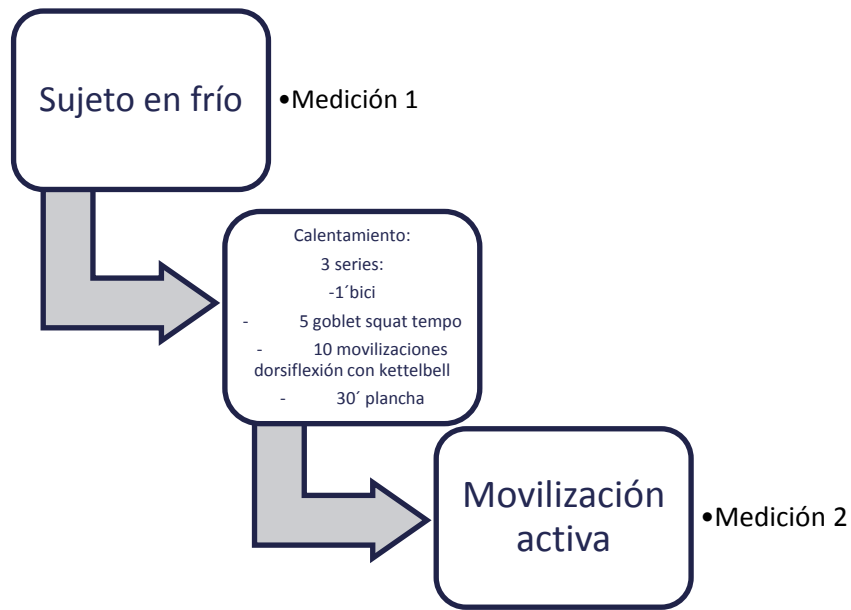 Sujeto en frío
•Medición 1
Calentamiento:
3 series:
-1´bici
- 5 goblet squat tempo
- 10 movilizaciones
dorsiflexión con kettelbell
- 30´ plancha
Movilización
activa
•Medición 2